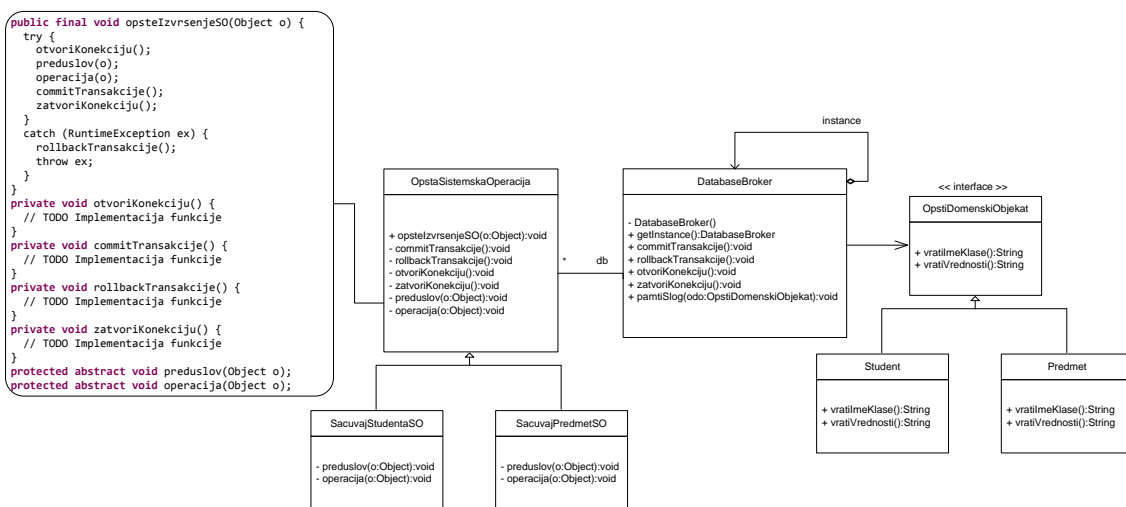 public final void opsteIzvrsenjeSO(Object o) {
try {
otvoriKonekciju();
preduslov(o);
operacija(o);
commitTransakcije();
zatvoriKonekciju();
}
catch (RuntimeException ex) {
rollbackTransakcije();
throw ex;
}
}
private void otvoriKonekciju() {
// TODO Implementacija funkcije
}
private void commitTransakcije() {
// TODO Implementacija funkcije
}
private void rollbackTransakcije() {
// TODO Implementacija funkcije
}
private void zatvoriKonekciju() {
// TODO Implementacija funkcije
}
protected abstract void preduslov(Object o);
protected abstract void operacija(Object o);
OpstaSistemskaOperacija
+ opsteIzvrsenjeSO(o:Object):void
- commitTransakcije():void
- rollbackTransakcije():void
- otvoriKonekciju():void
- zatvoriKonekciju():void
- preduslov(o:Object):void
- operacija(o:Object):void
* db
instance
DatabaseBroker
- DatabaseBroker()
+ getInstance():DatabaseBroker
+ commitTransakcije():void
+ rollbackTransakcije():void
+ otvoriKonekciju():void
+ zatvoriKonekciju():void
+ pamtiSlog(odo:OpstiDomenskiObjekat):void
<< interface >>
OpstiDomenskiObjekat
+ vratiImeKlase():String
+ vratiVrednosti():String
SacuvajStudentaSO
- preduslov(o:Object):void
- operacija(o:Object):void
SacuvajPredmetSO
- preduslov(o:Object):void
- operacija(o:Object):void
Student
+ vratiImeKlase():String
+ vratiVrednosti():String
Predmet
+ vratiImeKlase():String
+ vratiVrednosti():String